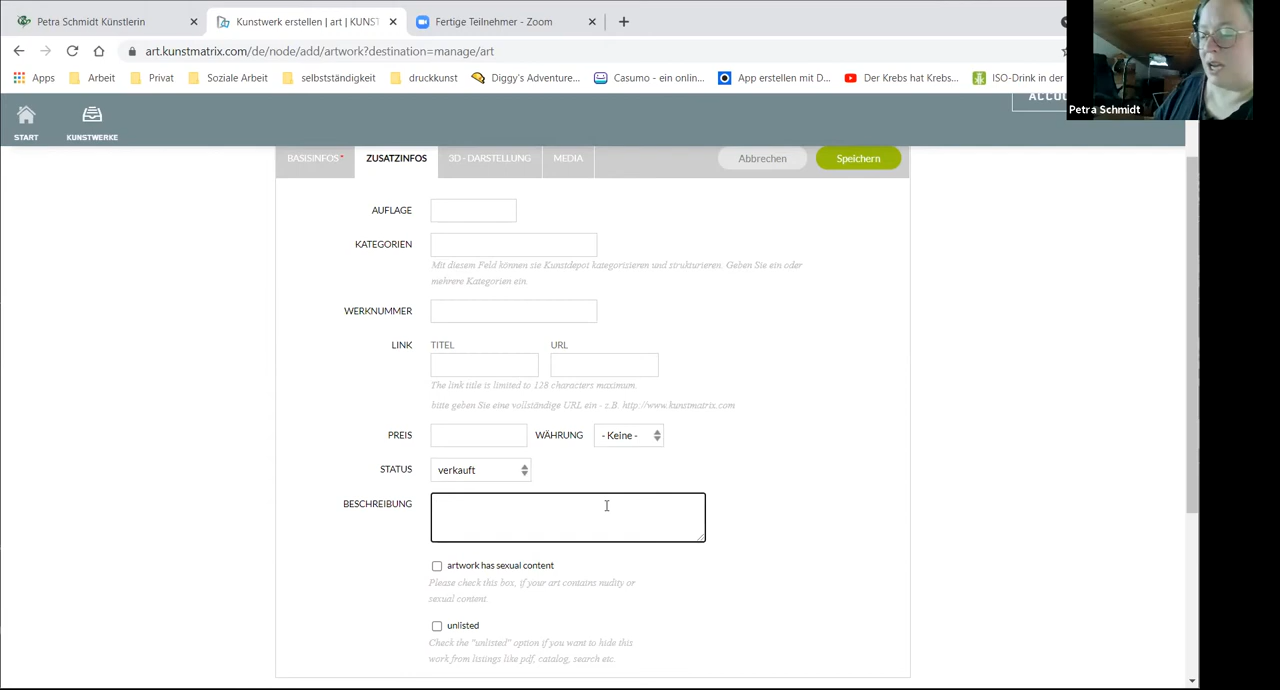 Petra Schmidt Künstlerin
Kunstwerk erstellen | art | KUNST
Fertige Teilnehmer - Zoom
art.kunstmatrix.com/de/node/add/artwork?destination=manage/art
Apps
Arbeit
Privat
Soziale Arbeit
selbstständigkeit
druckkunst
Diggy's Adventure...
Casumo - ein onlin...
App erstellen mit D...
Der Krebs hat Krebs...
ISO-Drink in der
START
KUNSTWERKE
Petra Schmidt
BASISINFOS*
ZUSATZINFOS
3D - DARSTELLUNG
MEDIA
Abbrechen
Speichern
AUFLAGE
KATEGORIEN
Mit diesem Feld können sie Kunstdepot kategorisieren und strukturieren. Geben Sie ein oder
mehrere Kategorien ein.
WERKNUMMER
LINK
TITEL
URL
The link title is limited to 128 characters maximum.
bitte geben Sie eine vollständige URL ein - z.B. http://www.kunstmatrix.com
PREIS
WÄHRUNG
- Keine -
STATUS
verkauft
BESCHREIBUNG
artwork has sexual content
Please check this box, if your art contains nudity or
sexual content.
unlisted
Check the "unlisted" option if you want to hide this
work from listings like pdf, catalog, search etc.